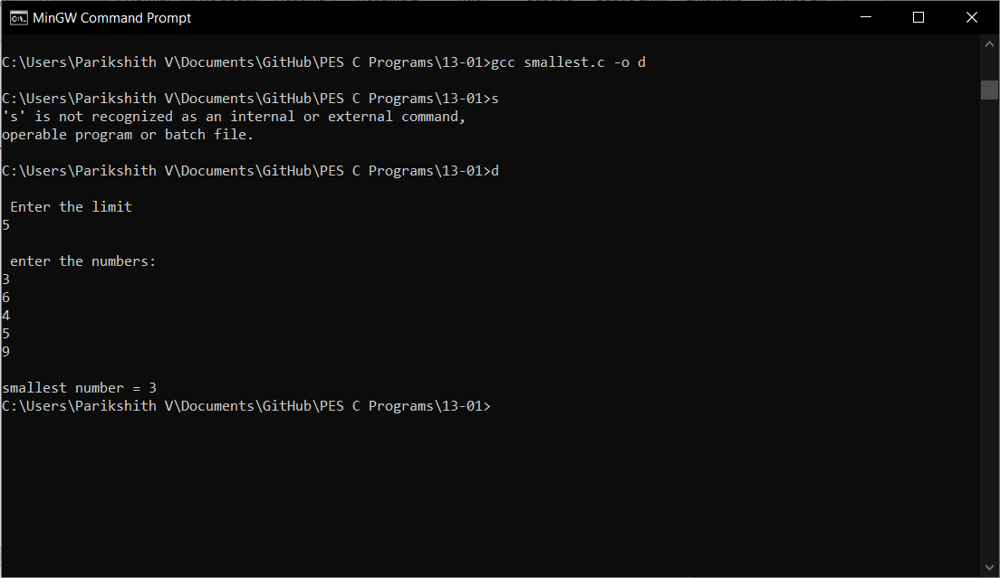 MinGW Command Prompt
C:\Users\Parikshith V\Documents\GitHub\PES C Programs\13-01>gcc smallest.c -o d
C:\Users\Parikshith V\Documents\GitHub\PES C Programs\13-01>s
's' is not recognized as an internal or external command,
operable program or batch file.
C:\Users\Parikshith V\Documents\GitHub\PES C Programs\13-01>d
Enter the limit
5
enter the numbers:
3
6
4
5
9
smallest number = 3
C:\Users\Parikshith V\Documents\GitHub\PES C Programs\13-01>